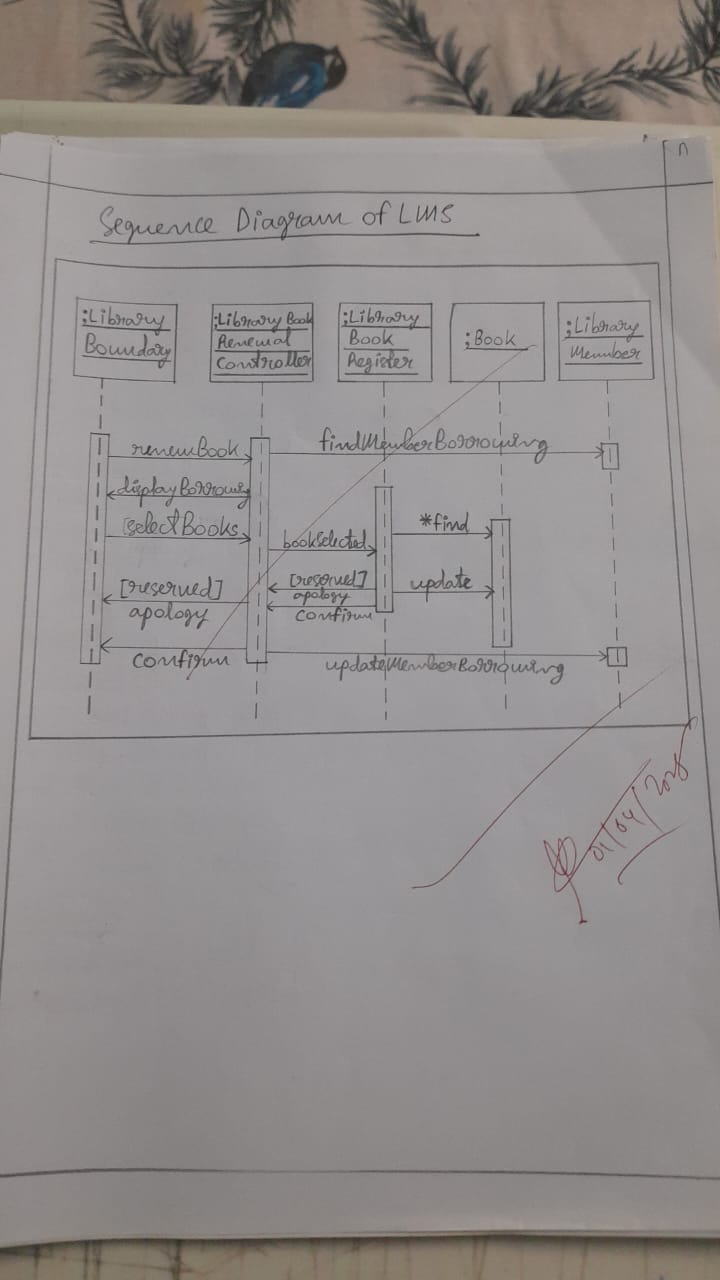 Sequence Diagram of LMS
;Library
Boundary
;Library Book
Renewal
Controller
;Library
Book
Register
;Book
;Library
Member
renewBook
findMemberBorrowing
displayBorrowing
selectBooks
*find
bookSelected
[reserved]
apology
[reserved]
apology
update
confirm
confirm
updateMemberBorrowing
01/04/2025